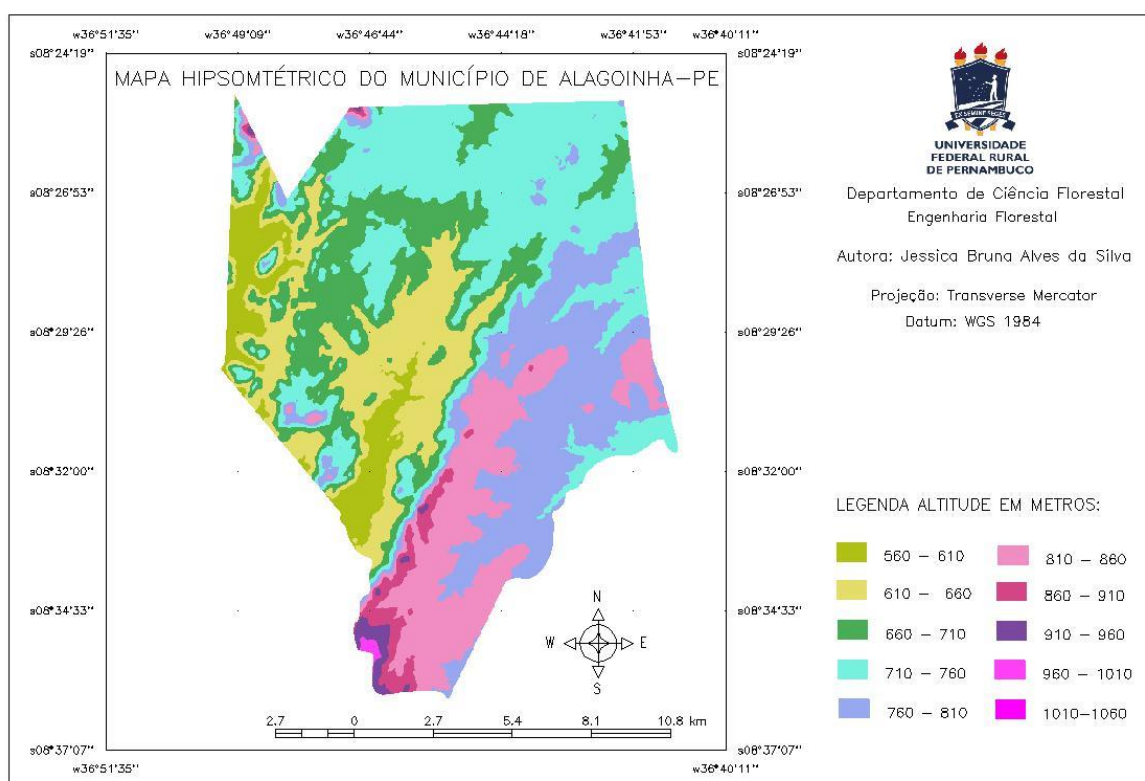 w36°51'35" w36°49'09" w36°46'44" w36°44'18" w36°41'53" w36°40'11"
s08°24'19" s08°24'19"
MAPA HIPSOMTÉTRICO DO MUNICÍPIO DE ALAGOINHA-PE
s08°26'53" s08°26'53"
s08°29'26" s08°29'26"
s08°32'00" s08°32'00"
s08°34'33" s08°34'33"
N
W E
S
2.7 0 2.7 5.4 8.1 10.8 km
s08°37'07" s08°37'07"
w36°51'35" w36°40'11"
EX SEMINE SEGES
UNIVERSIDADE
FEDERAL RURAL
DE PERNAMBUCO
Departamento de Ciência Florestal
Engenharia Florestal
Autora: Jessica Bruna Alves da Silva
Projeção: Transverse Mercator
Datum: WGS 1984
LEGENDA ALTITUDE EM METROS:
560 – 610 810 – 860
610 – 660 860 – 910
660 – 710 910 – 960
710 – 760 960 – 1010
760 – 810 1010–1060